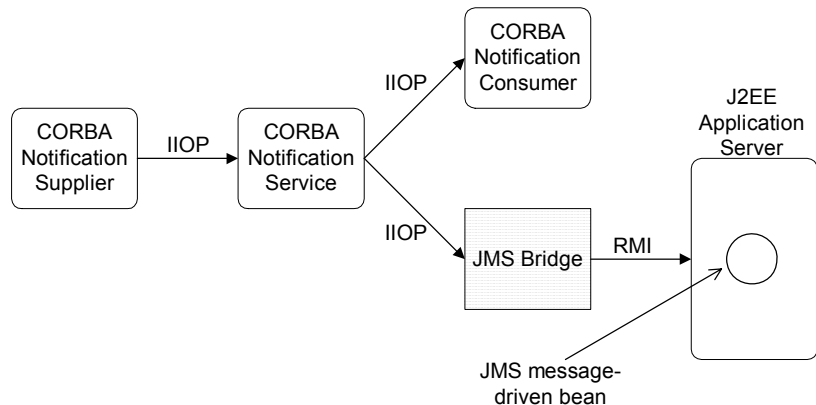 CORBA
Notification
Supplier
IIOP
CORBA
Notification
Service
IIOP
CORBA
Notification
Consumer
IIOP
JMS Bridge
RMI
J2EE
Application
Server
JMS message-
driven bean